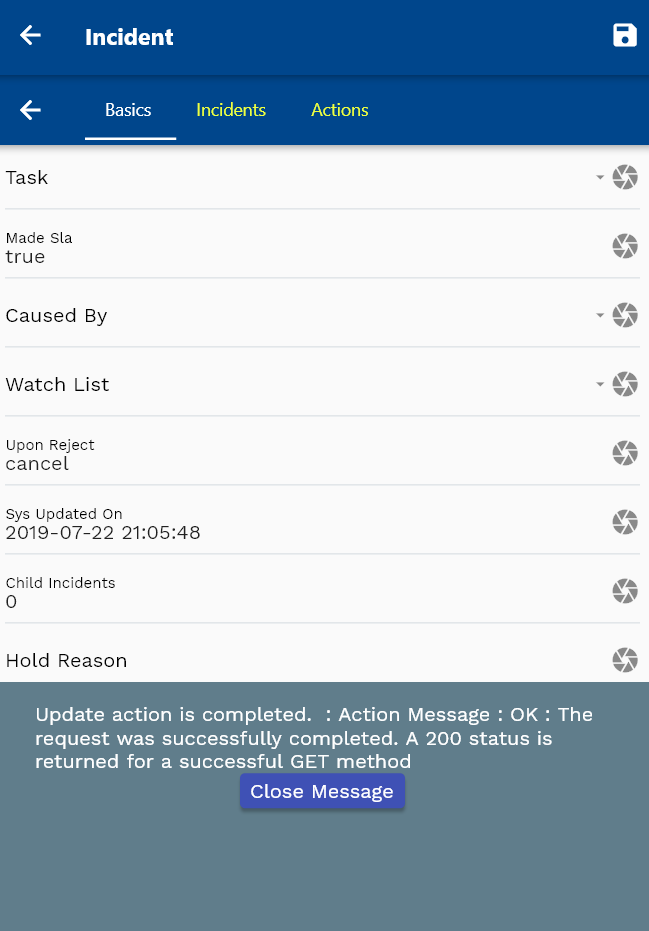 Incident
Basics Incidents Actions
Task
Made Sla
true
Caused By
Watch List
Upon Reject
cancel
Sys Updated On
2019-07-22 21:05:48
Child Incidents
0
Hold Reason
Update action is completed.  : Action Message : OK : The
request was successfully completed. A 200 status is
returned for a successful GET method
Close Message